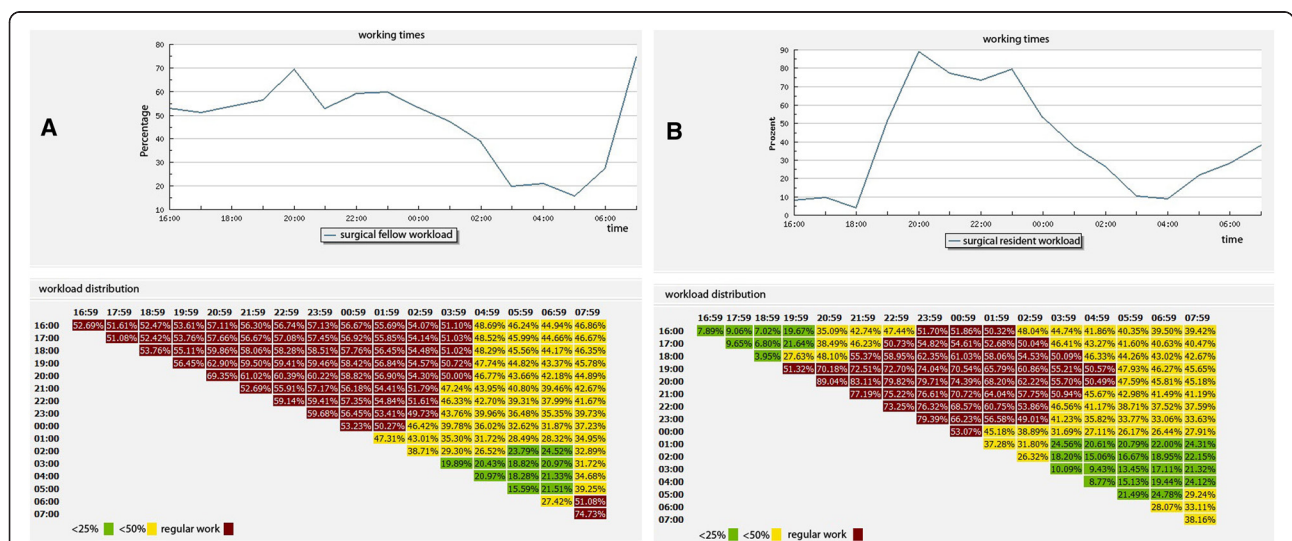 A
working times
Percentage
80
70
60
50
40
30
20
10
16:00 18:00 20:00 22:00 00:00 02:00 04:00 06:00
time
surgical fellow workload
workload distribution
16:59 17:59 18:59 19:59 20:59 21:59 22:59 23:59 00:59 01:59 02:59 03:59 04:59 05:59 06:59 07:59
16:00 52.69% 51.61% 52.47% 53.61% 57.11% 56.30% 56.74% 57.13% 56.67% 55.69% 54.07% 51.10% 48.69% 46.24% 44.94% 46.86%
17:00 51.08% 52.42% 53.76% 57.66% 56.67% 57.08% 57.45% 56.92% 55.85% 54.14% 51.03% 48.52% 45.99% 44.66% 46.67%
18:00 53.76% 55.11% 59.86% 58.06% 58.28% 58.51% 57.76% 56.45% 54.48% 51.02% 48.29% 45.56% 44.17% 46.35%
19:00 56.45% 62.90% 59.50% 59.41% 59.46% 58.42% 56.84% 54.57% 50.72% 47.74% 44.82% 43.37% 45.78%
20:00 69.35% 61.02% 60.39% 60.22% 58.82% 56.90% 54.30% 50.00% 46.77% 43.66% 42.18% 44.89%
21:00 52.69% 55.91% 57.17% 56.18% 54.41% 51.79% 47.24% 43.95% 40.80% 39.46% 42.67%
22:00 59.14% 59.41% 57.35% 54.84% 51.61% 46.33% 42.70% 39.31% 37.99% 41.67%
23:00 59.68% 56.45% 53.41% 49.73% 43.76% 39.96% 36.48% 35.35% 39.73%
00:00 53.23% 50.27% 46.42% 39.78% 36.02% 32.62% 31.87% 37.23%
01:00 47.31% 43.01% 35.30% 31.72% 28.49% 28.32% 34.95%
02:00 38.71% 29.30% 26.52% 23.79% 24.52% 32.89%
03:00 19.89% 20.43% 18.82% 20.97% 31.72%
04:00 20.97% 18.28% 21.33% 34.68%
05:00 15.59% 21.51% 39.25%
06:00 27.42% 51.08%
07:00 74.73%
<25% <50% regular work
B
working times
Prozent
90
80
70
60
50
40
30
20
10
0
16:00 18:00 20:00 22:00 00:00 02:00 04:00 06:00
time
surgical resident workload
workload distribution
16:59 17:59 18:59 19:59 20:59 21:59 22:59 23:59 00:59 01:59 02:59 03:59 04:59 05:59 06:59 07:59
16:00 7.89% 9.06% 7.02% 19.67% 35.09% 42.74% 47.44% 51.70% 51.86% 50.32% 48.04% 44.74% 41.86% 40.35% 39.50% 39.42%
17:00 9.65% 6.80% 21.64% 38.49% 46.23% 50.73% 54.82% 54.61% 52.68% 50.04% 46.41% 43.27% 41.60% 40.63% 40.47%
18:00 3.95% 27.63% 48.10% 55.37% 58.95% 62.35% 61.03% 58.06% 54.53% 50.09% 46.33% 44.26% 43.02% 42.67%
19:00 51.32% 70.18% 72.51% 72.70% 74.04% 70.54% 65.79% 60.86% 55.21% 50.57% 47.93% 46.27% 45.65%
20:00 89.04% 83.11% 79.82% 79.71% 74.39% 68.20% 62.22% 55.70% 50.49% 47.59% 45.81% 45.18%
21:00 77.19% 75.22% 76.61% 70.72% 64.04% 57.75% 50.94% 45.67% 42.98% 41.49% 41.19%
22:00 73.25% 76.32% 68.57% 60.75% 53.86% 46.56% 41.17% 38.71% 37.52% 37.59%
23:00 79.39% 66.23% 56.58% 49.01% 41.23% 35.82% 33.77% 33.06% 33.63%
00:00 53.07% 45.18% 38.89% 31.69% 27.11% 26.17% 26.44% 27.91%
01:00 37.28% 31.80% 24.56% 20.61% 20.79% 22.00% 24.31%
02:00 26.32% 18.20% 15.06% 16.67% 18.95% 22.15%
03:00 10.09% 9.43% 13.45% 17.11% 21.32%
04:00 8.77% 15.13% 19.44% 24.12%
05:00 21.49% 24.78% 29.24%
06:00 28.07% 33.11%
07:00 38.16%
<25% <50% regular work